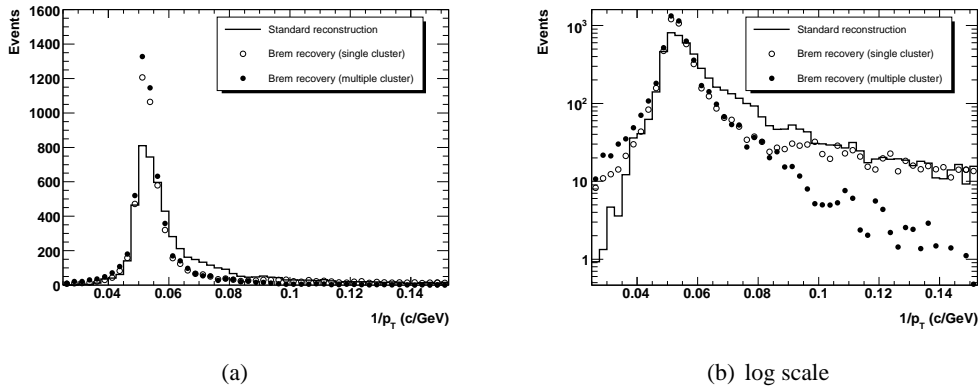 Events
1600
1400
1200
1000
800
600
400
200
0
Standard reconstruction
Brem recovery (single cluster)
Brem recovery (multiple cluster)
0.04 0.06 0.08 0.1 0.12 0.14
1/p_T (c/GeV)
(a)
Events
10^3
10^2
10
1
Standard reconstruction
Brem recovery (single cluster)
Brem recovery (multiple cluster)
0.04 0.06 0.08 0.1 0.12 0.14
1/p_T (c/GeV)
(b) log scale